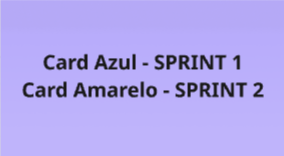 Card Azul - SPRINT 1
Card Amarelo - SPRINT 2